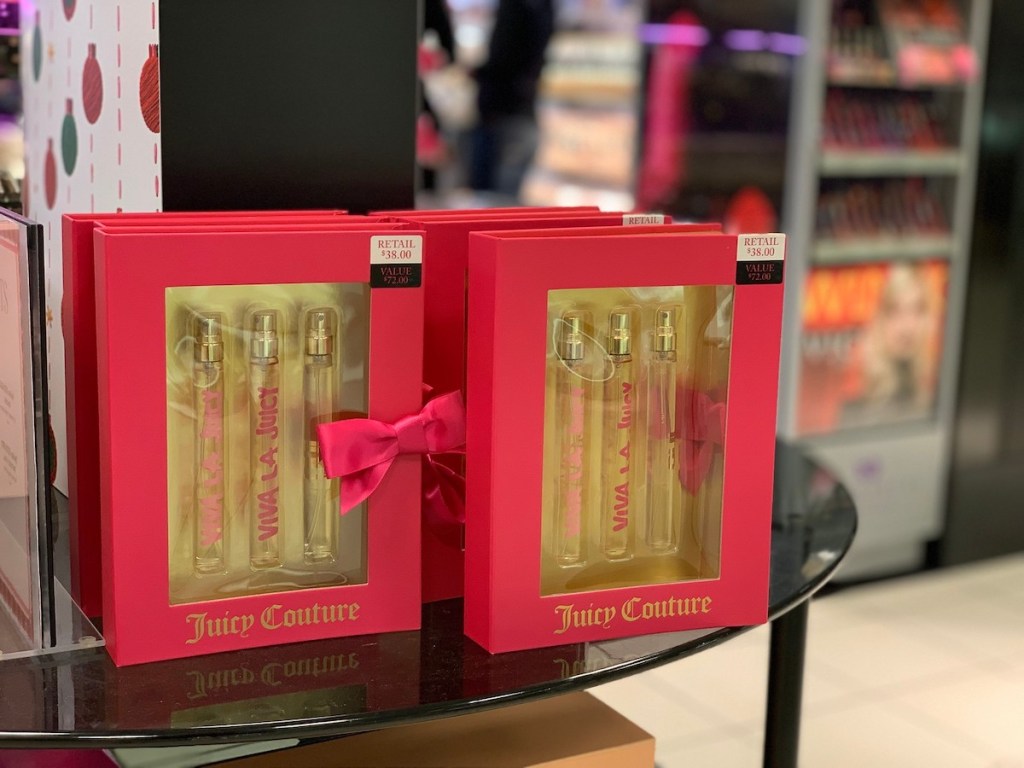 RETAIL
$38.00
VALUE
$72.00
VIVA LA JUICY
VIVA LA JUICY
Juicy Couture
RETAIL
RETAIL
$38.00
VALUE
$72.00
VIVA LA JUICY
VIVA LA JUICY
Juicy Couture